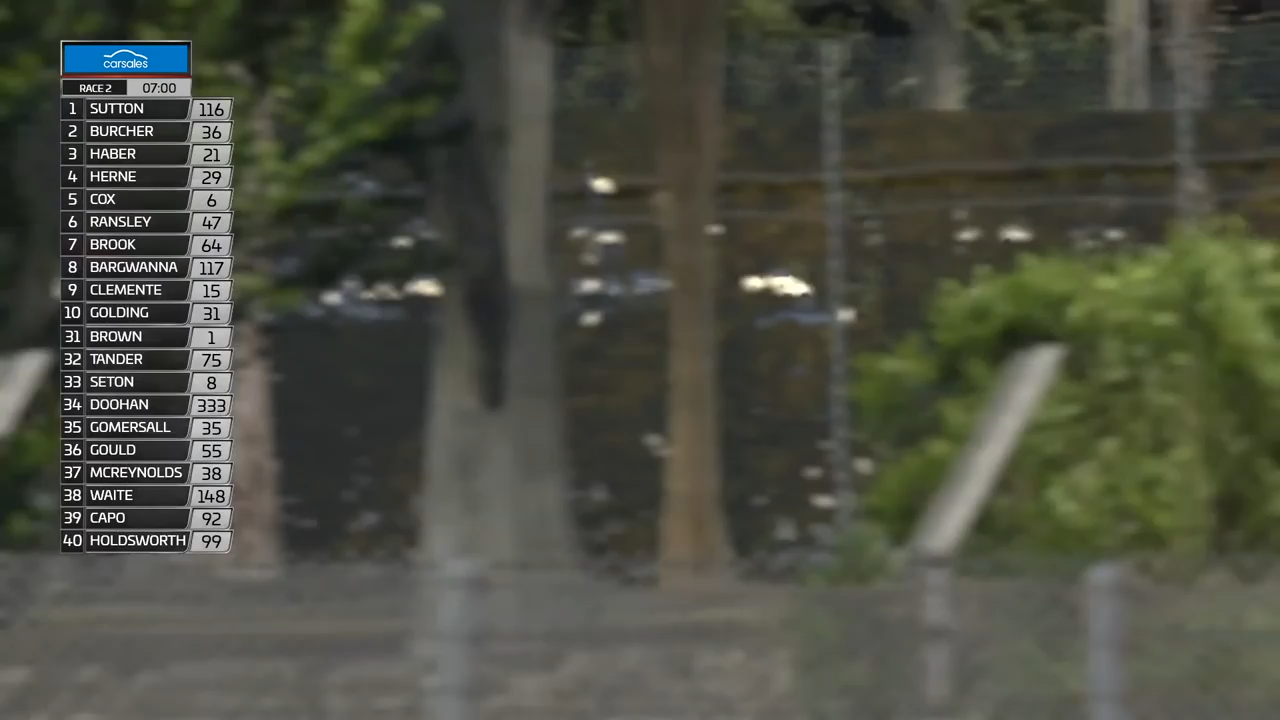 carsales
RACE 2 07:00
1 SUTTON 116
2 BURCHER 36
3 HABER 21
4 HERNE 29
5 COX 6
6 RANSLEY 47
7 BROOK 64
8 BARGWANNA 117
9 CLEMENTE 15
10 GOLDING 31
31 BROWN 1
32 TANDER 75
33 SETON 8
34 DOOHAN 333
35 GOMERSALL 35
36 GOULD 55
37 MCREYNOLDS 38
38 WAITE 148
39 CAPO 92
40 HOLDSWORTH 99